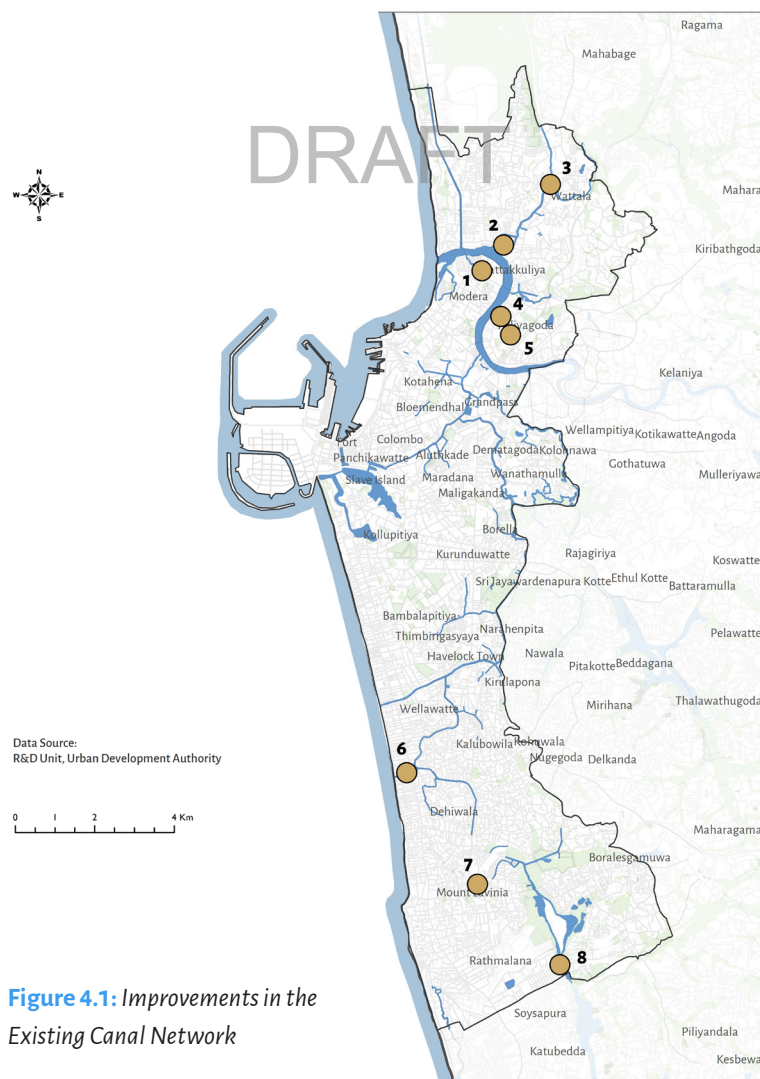 Ragama
Mahabage
DRAFT
N
W E
S
3
Wattala
Mahara
2
Kiribathgoda
1
Mattakkuliya
Modera
4
Peliyagoda
5
Kelaniya
Kotahena
Bloemendhal
Grandpass
Wellampitiya
Kotikawatte
Angoda
Fort
Colombo
Panchikawatte
Aluthkade
Dematagoda
Kolonnawa
Gothatuwa
Slave Island
Maradana
Wanathamulla
Mulleriyawa
Maligakanda
Kollupitiya
Borella
Kurunduwatte
Rajagiriya
Koswatte
Sri Jayawardenapura Kotte
Ethul Kotte
Battaramulla
Bambalapitiya
Thimbirigasyaya
Narahenpita
Pelawatte
Havelock Town
Nawala
Pitakotte
Beddagana
Kirulapona
Thalawathugoda
Wellawatte
Mirihana
Data Source:
R&D Unit, Urban Development Authority
6
Kalubowila
Kohuwala
Nugegoda
Delkanda
0 1 2 4 Km
Dehiwala
Maharagama
Boralesgamuwa
7
Mount Lavinia
Rathmalana
8
Figure 4.1: Improvements in the
Existing Canal Network
Soysapura
Katubedda
Piliyandala
Kesbewa